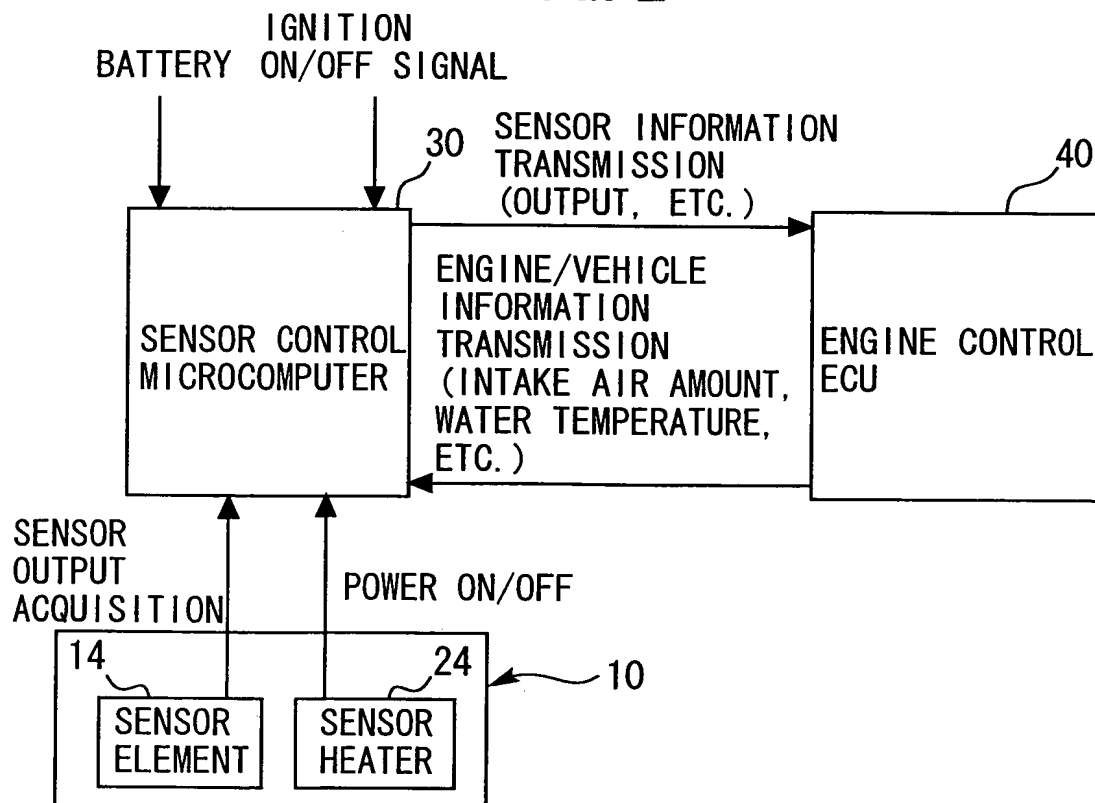 IGNITION
BATTERY ON/OFF SIGNAL
30
SENSOR INFORMATION
TRANSMISSION
(OUTPUT, ETC.)
40
ENGINE/VEHICLE
INFORMATION
TRANSMISSION
(INTAKE AIR AMOUNT,
WATER TEMPERATURE,
ETC.)
SENSOR CONTROL
MICROCOMPUTER
ENGINE CONTROL
ECU
SENSOR
OUTPUT
ACQUISITION
POWER ON/OFF
14
24
10
SENSOR
ELEMENT
SENSOR
HEATER